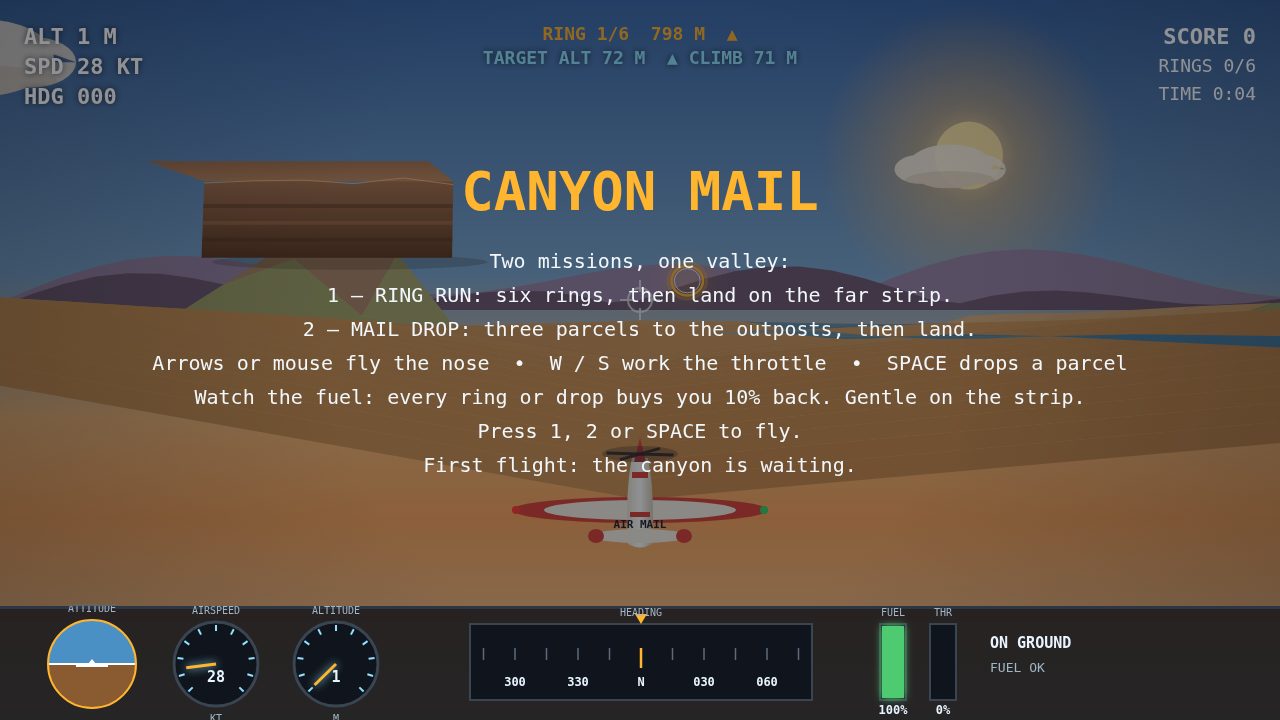 ALT 1 M
SPD 28 KT
HDG 000
RING 1/6 798 M ▲
TARGET ALT 72 M ▲ CLIMB 71 M
SCORE 0
RINGS 0/6
TIME 0:04
CANYON MAIL
Two missions, one valley:
1 — RING RUN: six rings, then land on the far strip.
2 — MAIL DROP: three parcels to the outposts, then land.
Arrows or mouse fly the nose • W / S work the throttle • SPACE drops a parcel
Watch the fuel: every ring or drop buys you 10% back. Gentle on the strip.
Press 1, 2 or SPACE to fly.
First flight: the canyon is waiting.
AIR MAIL
ATTITUDE
AIRSPEED
28
KT
ALTITUDE
1
M
HEADING
300 330 N 030 060
FUEL
100%
THR
0%
ON GROUND
FUEL OK